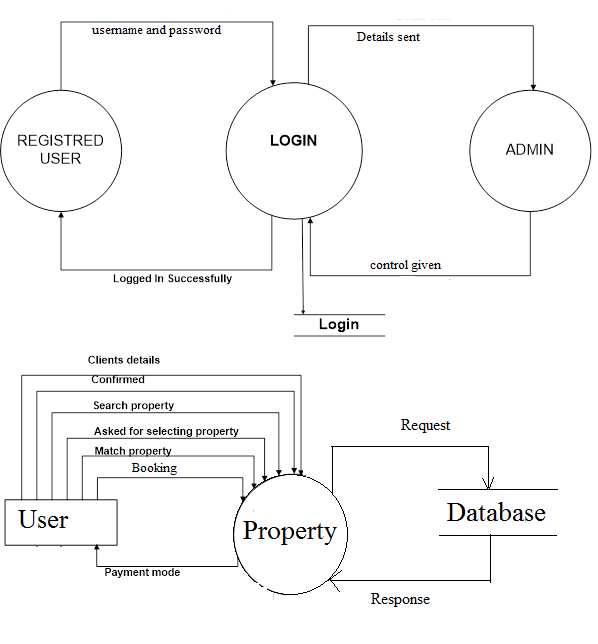 username and password
Details sent
REGISTRED
USER
LOGIN
ADMIN
Logged In Successfully
control given
Login
Clients details
Confirmed
Search property
Asked for selecting property
Match property
Booking
Request
User
Property
Database
Payment mode
Response